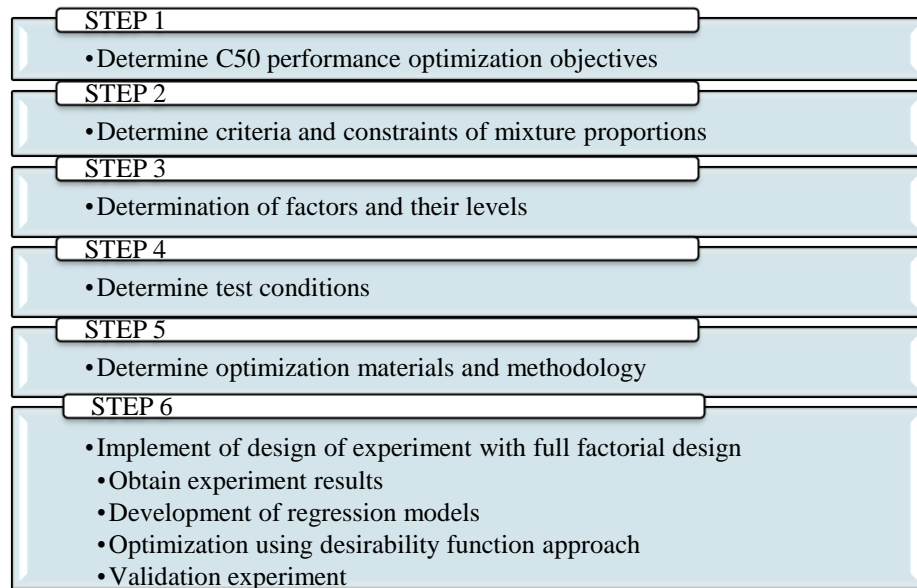 STEP 1
•Determine C50 performance optimization objectives
STEP 2
•Determine criteria and constraints of mixture proportions
STEP 3
•Determination of factors and their levels
STEP 4
•Determine test conditions
STEP 5
•Determine optimization materials and methodology
STEP 6
•Implement of design of experiment with full factorial design
•Obtain experiment results
•Development of regression models
•Optimization using desirability function approach
•Validation experiment